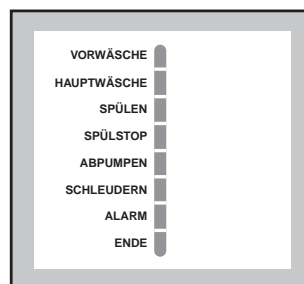 VORWÄSCHE
HAUPTWÄSCHE
SPÜLEN
SPÜLSTOP
ABPUMPEN
SCHLEUDERN
ALARM
ENDE